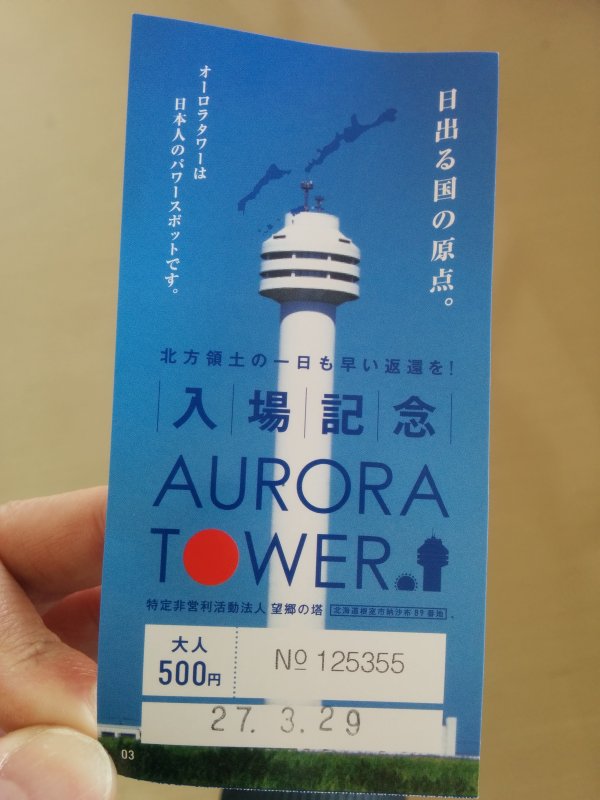 日出る国の原点。
オーロラタワーは
日本人のパワースポットです。
北方領土の一日も早い返還を!
入場記念
AURORA
TOWER
特定非営利活動法人 望郷の塔 北海道根室市納沙布89番地
大人
500円
№ 125355
27. 3. 29
03